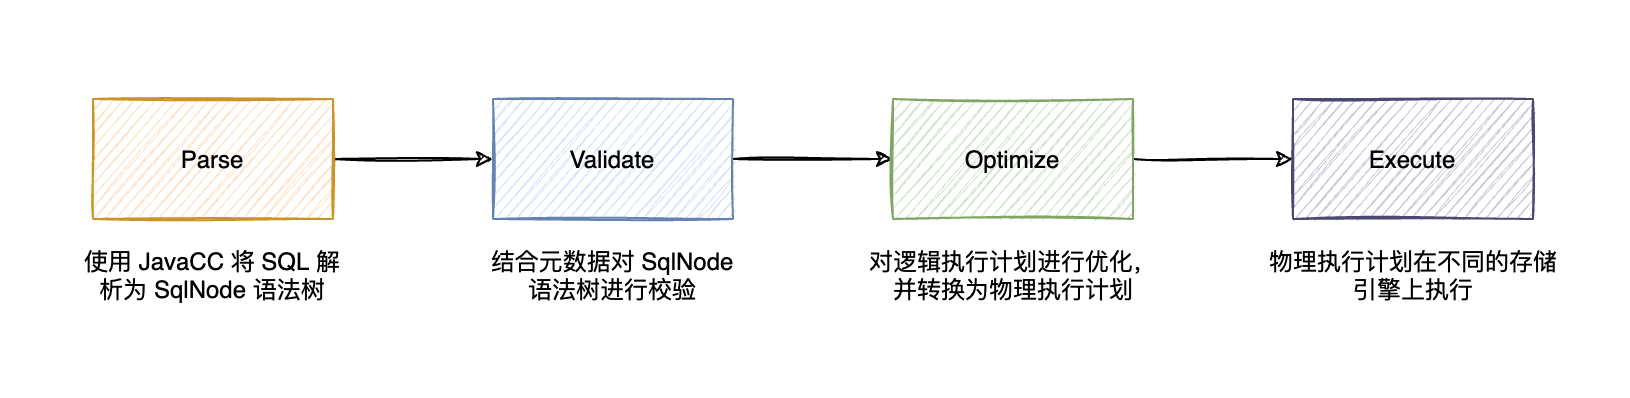 Parse
Validate
Optimize
Execute
使用 JavaCC 将 SQL 解
析为 SqlNode 语法树
结合元数据对 SqlNode
语法树进行校验
对逻辑执行计划进行优化，
并转换为物理执行计划
物理执行计划在不同的存储
引擎上执行